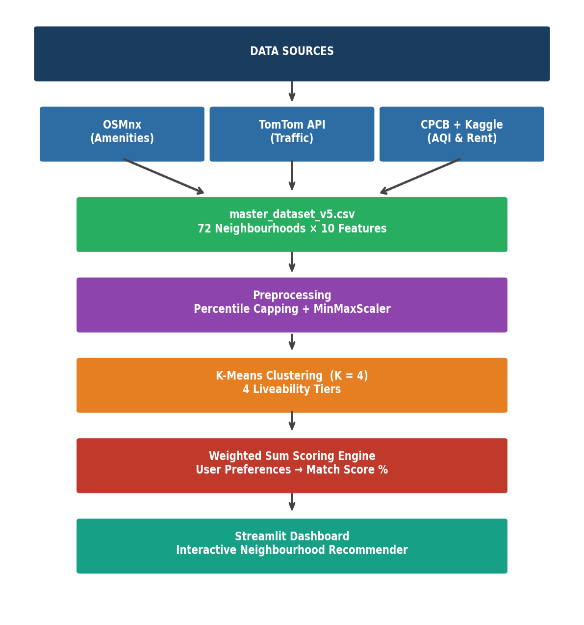 DATA SOURCES
OSMnx
(Amenities)
TomTom API
(Traffic)
CPCB + Kaggle
(AQI & Rent)
master_dataset_v5.csv
72 Neighbourhoods × 10 Features
Preprocessing
Percentile Capping + MinMaxScaler
K-Means Clustering  (K = 4)
4 Liveability Tiers
Weighted Sum Scoring Engine
User Preferences → Match Score %
Streamlit Dashboard
Interactive Neighbourhood Recommender